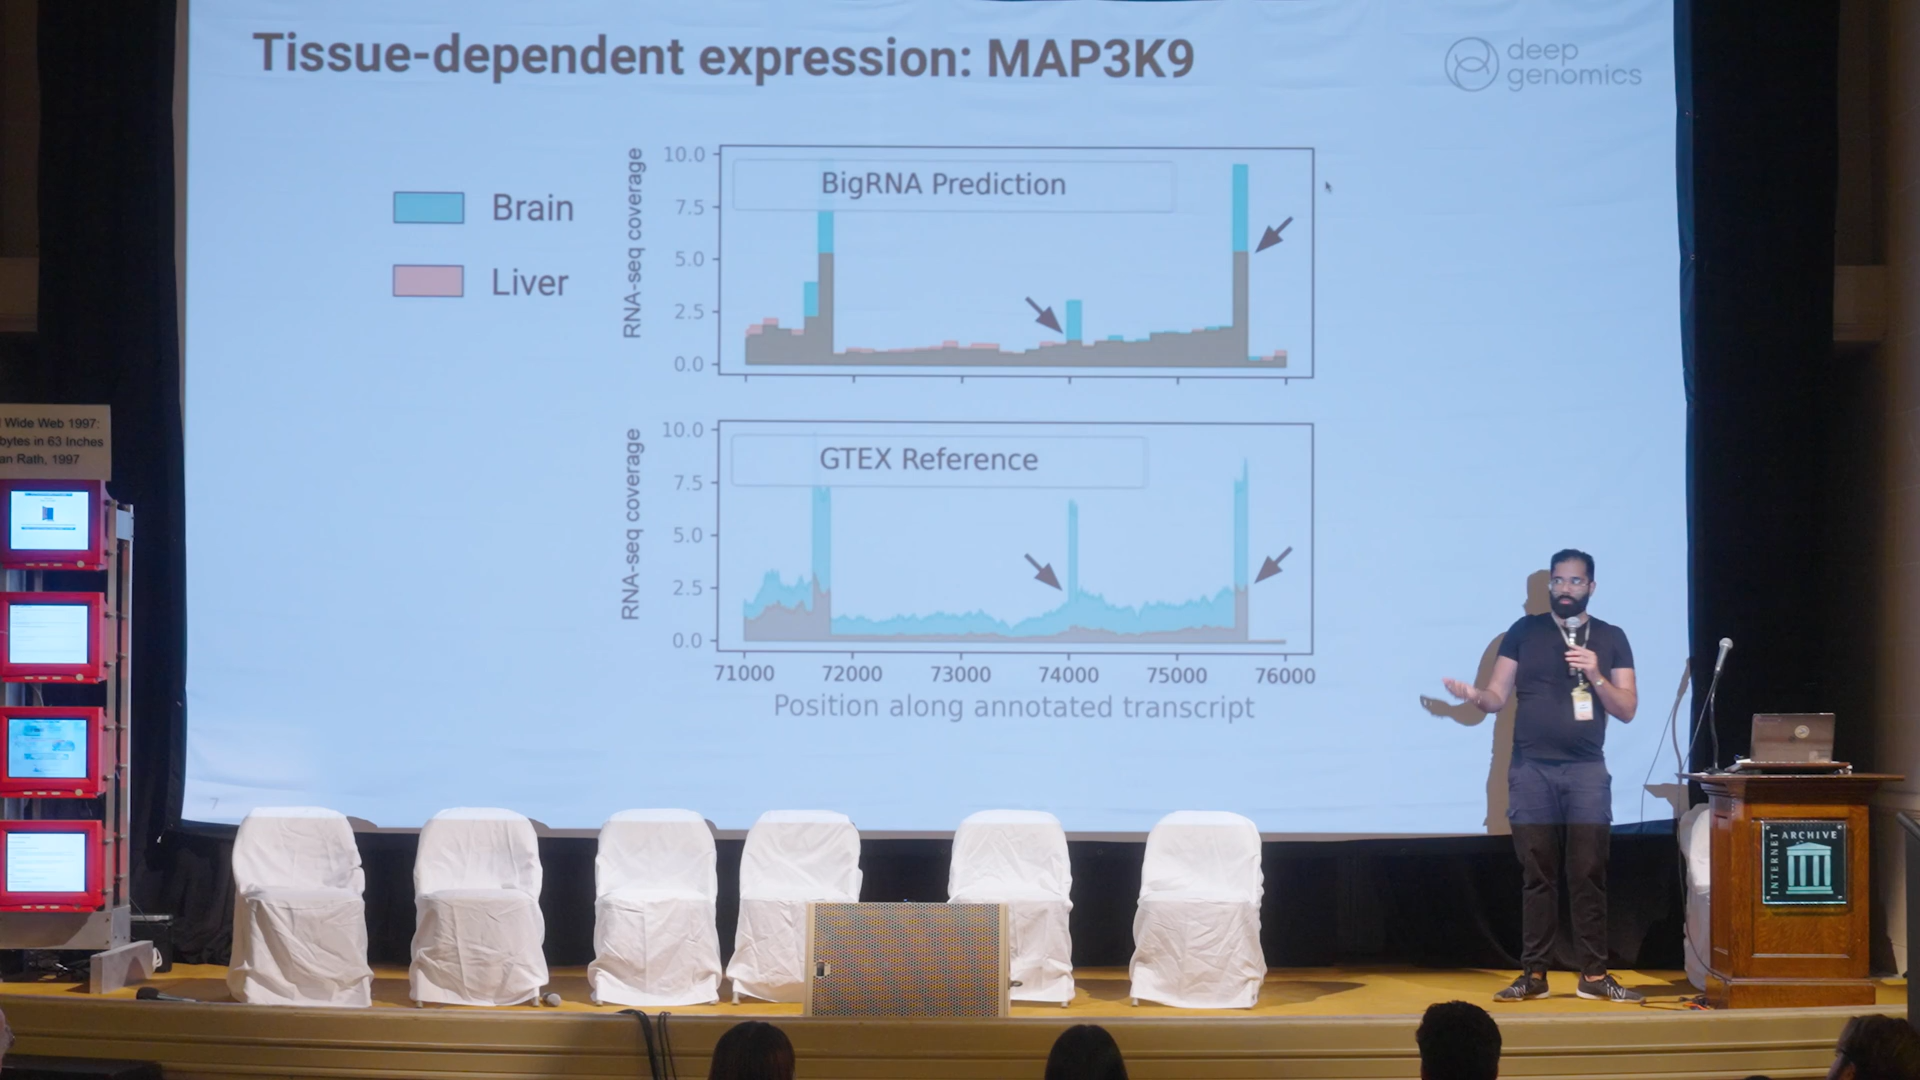 Tissue-dependent expression: MAP3K9
deep
genomics
Brain
Liver
RNA-seq coverage
10.0
7.5
5.0
2.5
0.0
BigRNA Prediction
RNA-seq coverage
10.0
7.5
5.0
2.5
0.0
GTEX Reference
71000 72000 73000 74000 75000 76000
Position along annotated transcript
7
Wide Web 1997:
bytes in 63 Inches
an Rath, 1997
INTERNET
ARCHIVE